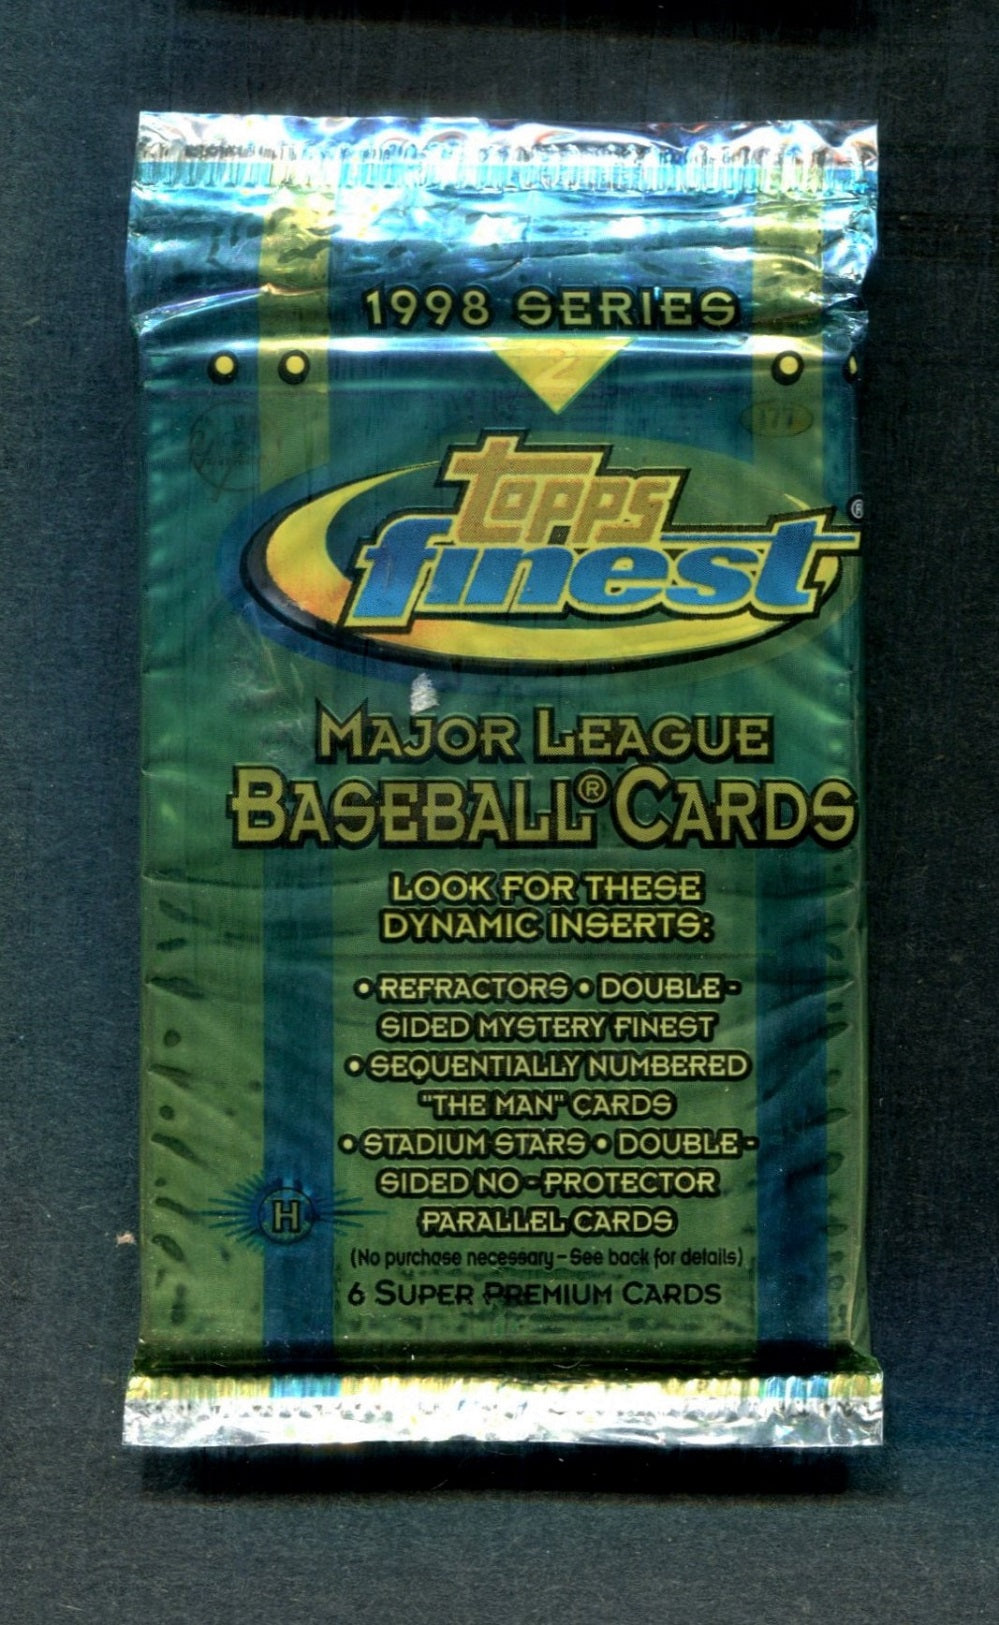 1998 SERIES
2
177
topps
finest®
MAJOR LEAGUE
BASEBALL® CARDS
LOOK FOR THESE
DYNAMIC INSERTS:
• REFRACTORS • DOUBLE-
SIDED MYSTERY FINEST
• SEQUENTIALLY NUMBERED
"THE MAN" CARDS
• STADIUM STARS • DOUBLE-
SIDED NO-PROTECTOR
PARALLEL CARDS
H
(No purchase necessary–See back for details)
6 SUPER PREMIUM CARDS